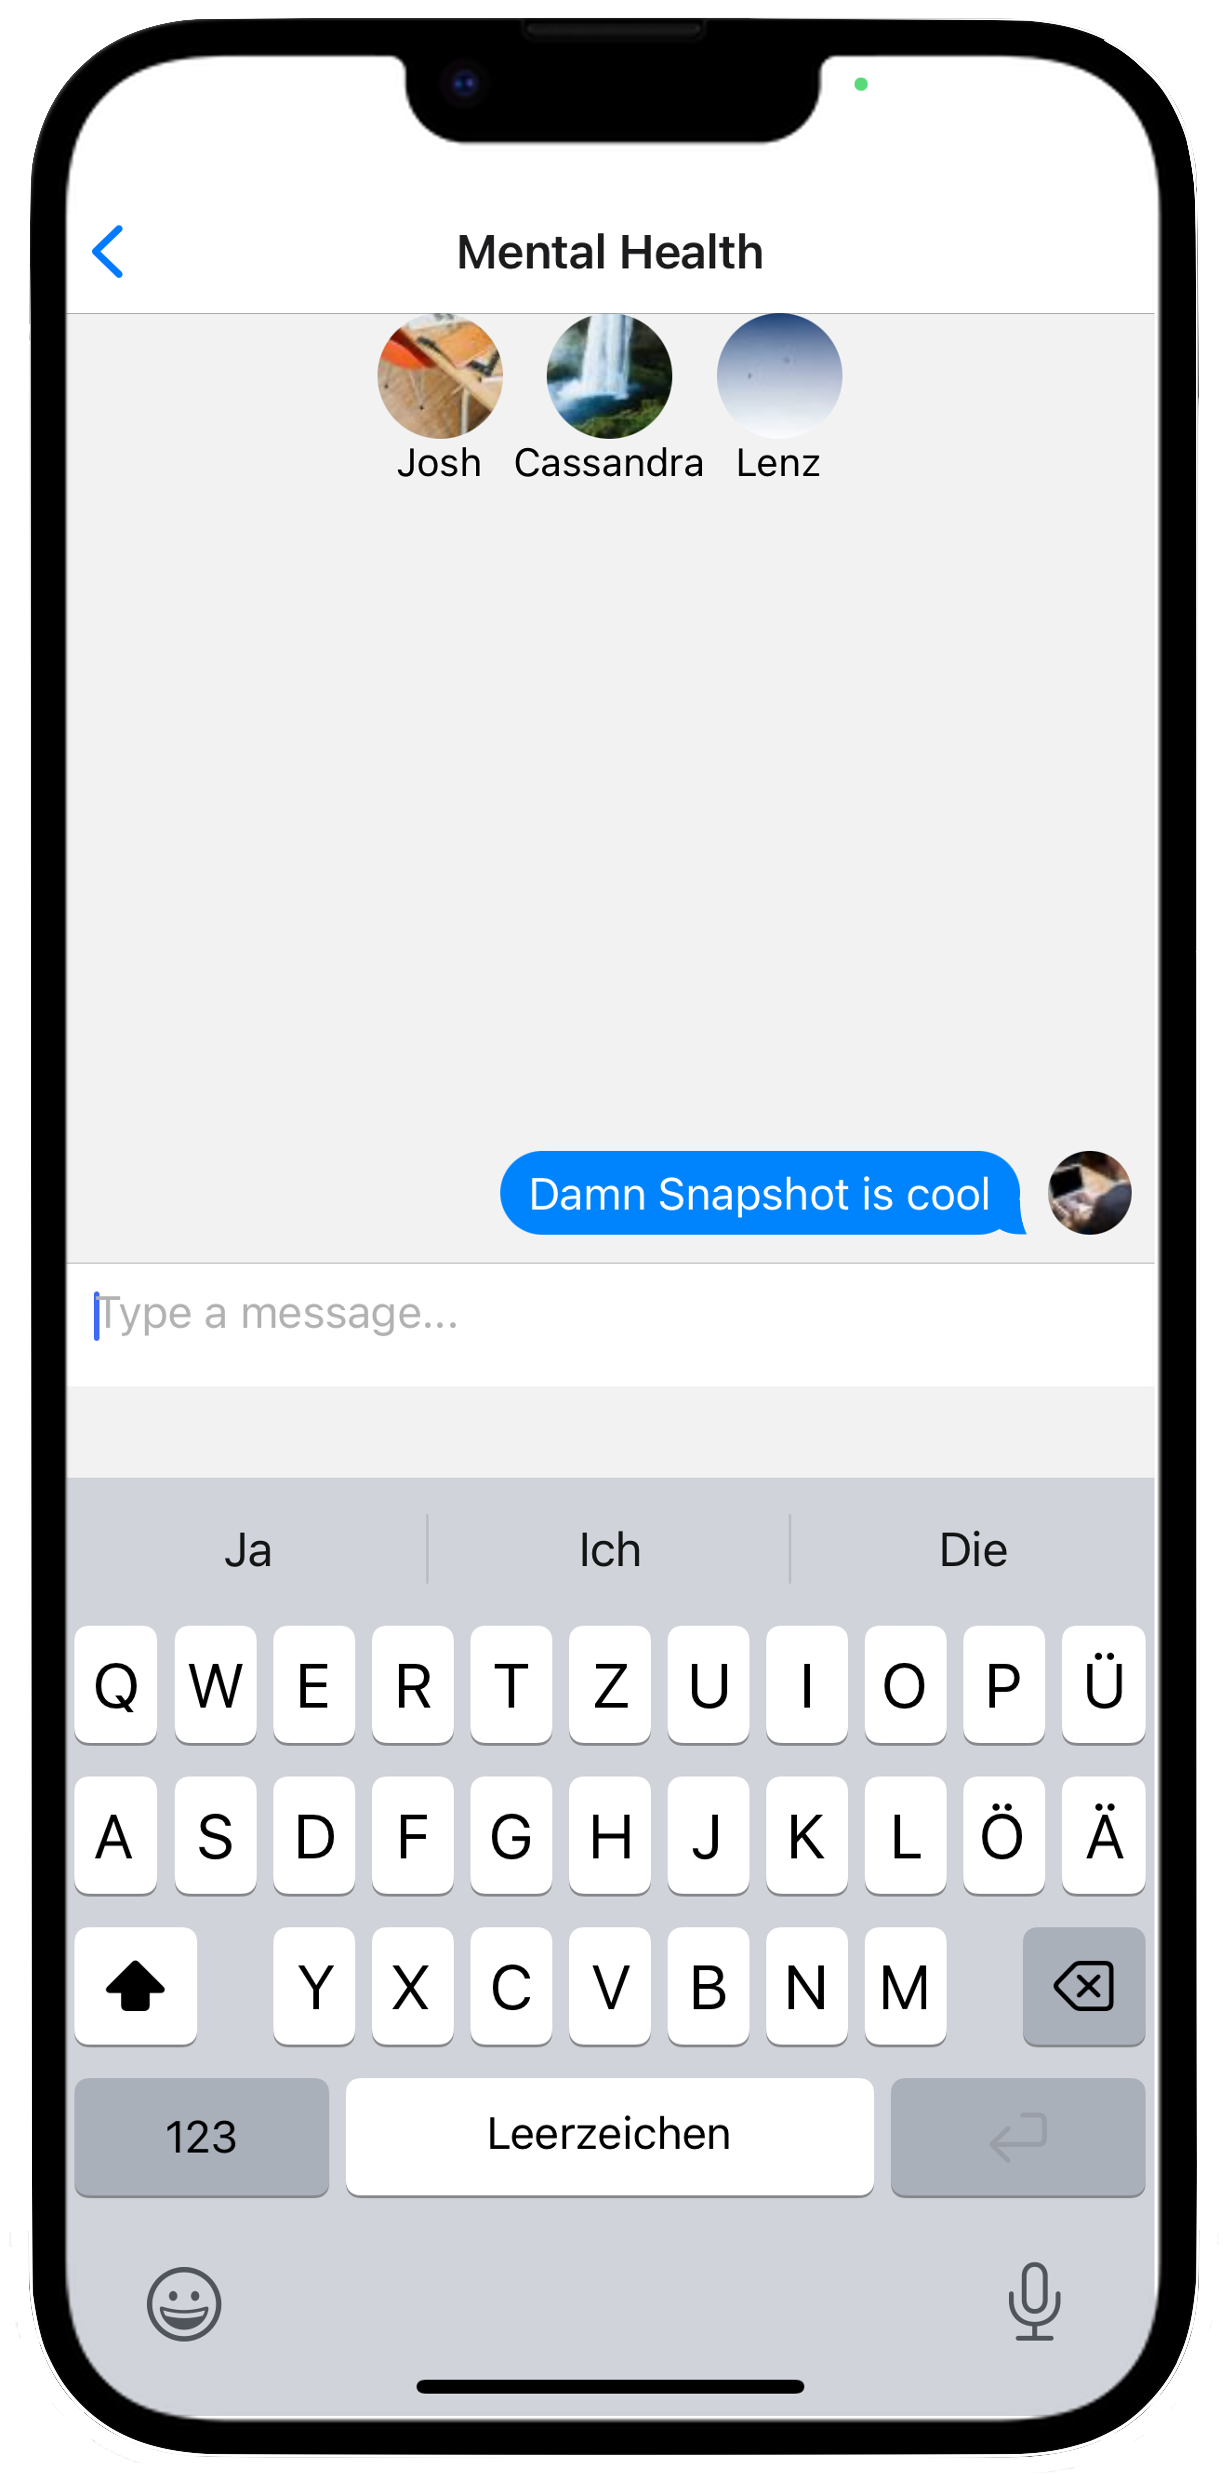 Mental Health
Josh Cassandra Lenz
Damn Snapshot is cool
Type a message...
Ja Ich Die
Q W E R T Z U I O P Ü
A S D F G H J K L Ö Ä
Y X C V B N M
123 Leerzeichen